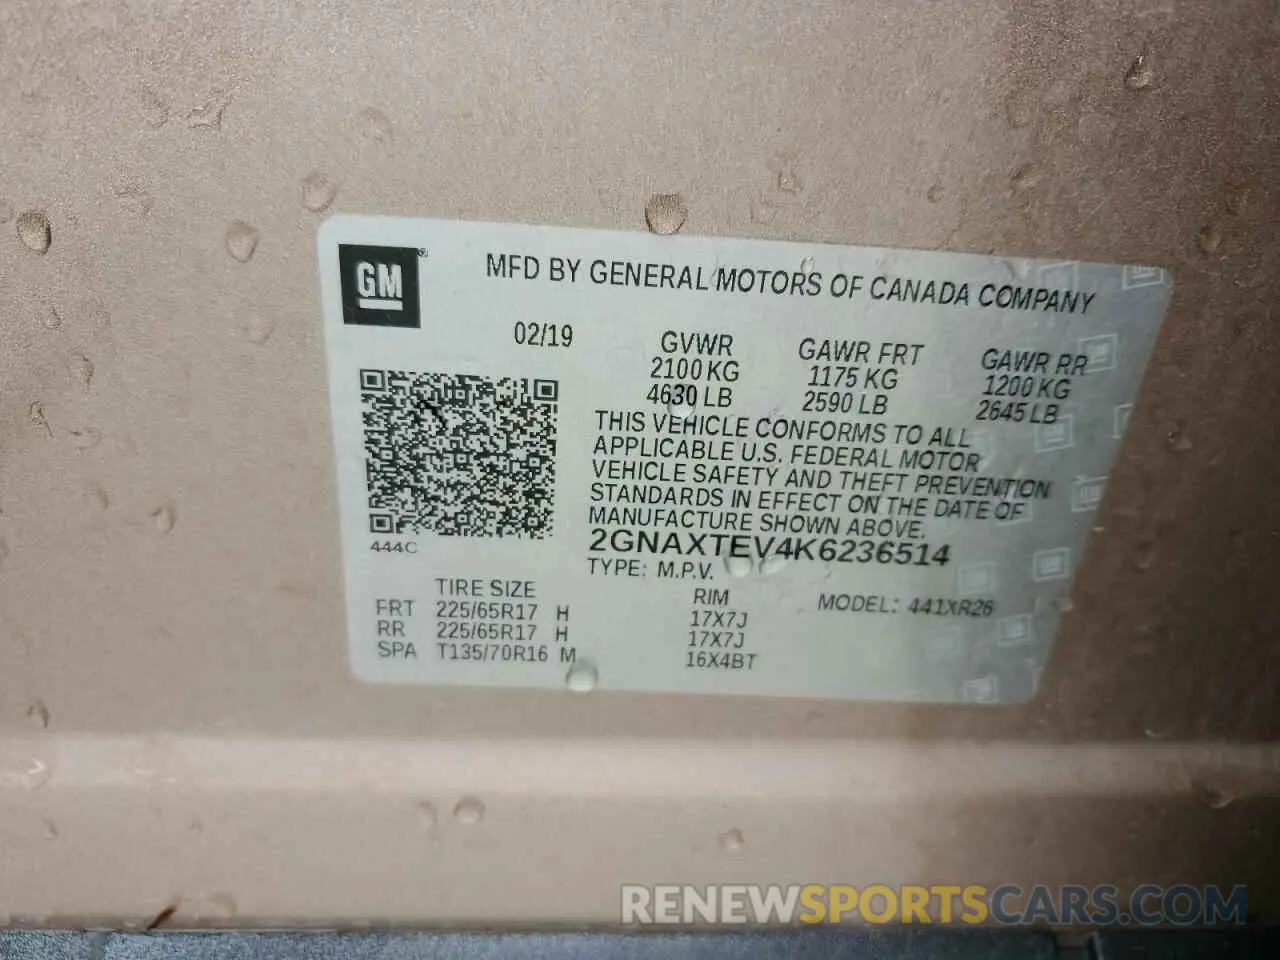 GM
MFD BY GENERAL MOTORS OF CANADA COMPANY
02/19
GVWR GAWR FRT GAWR RR
2100 KG 1175 KG 1200 KG
4630 LB 2590 LB 2645 LB
THIS VEHICLE CONFORMS TO ALL
APPLICABLE U.S. FEDERAL MOTOR
VEHICLE SAFETY AND THEFT PREVENTION
STANDARDS IN EFFECT ON THE DATE OF
MANUFACTURE SHOWN ABOVE.
444C
2GNAXTEV4K6236514
TYPE: M.P.V.
TIRE SIZE RIM MODEL: 441XR26
FRT 225/65R17 H 17X7J
RR 225/65R17 H 17X7J
SPA T135/70R16 M 16X4BT
RENEWSPORTSCARS.COM